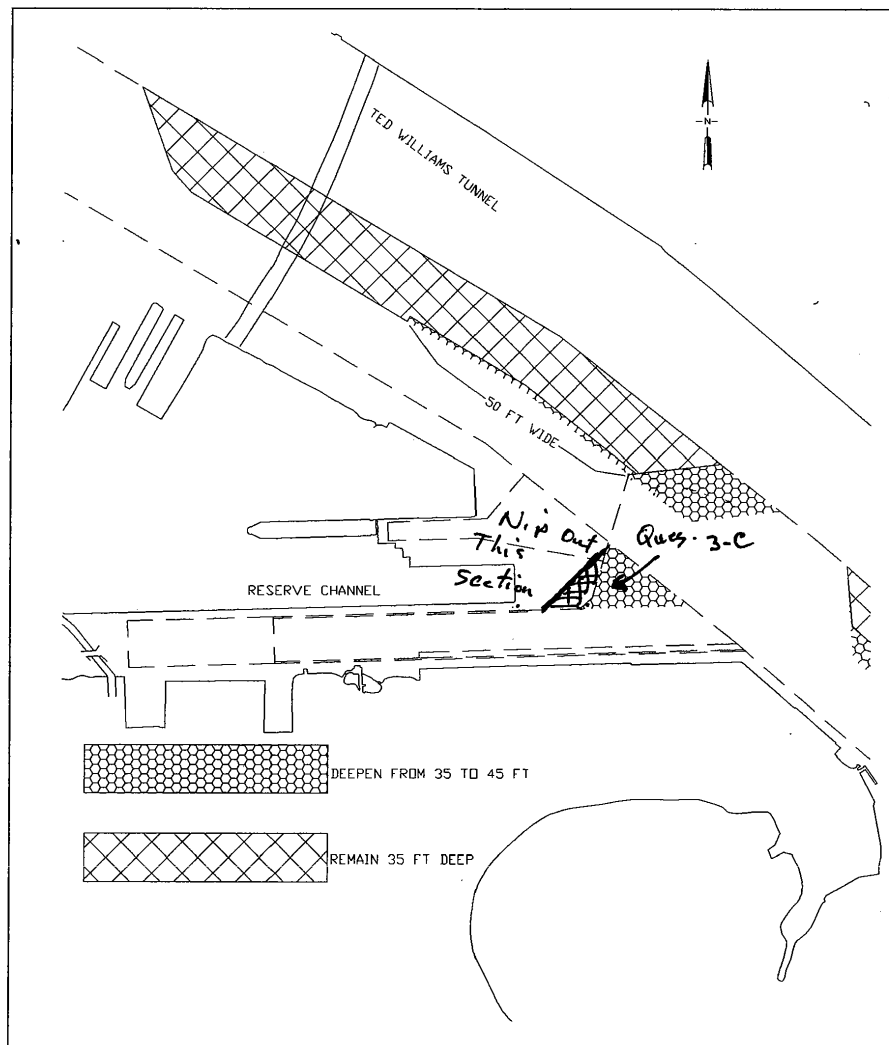 -N-
TED WILLIAMS TUNNEL
50 FT WIDE
Nip out
This
Section
Ques. 3-C
RESERVE CHANNEL
DEEPEN FROM 35 TO 45 FT
REMAIN 35 FT DEEP